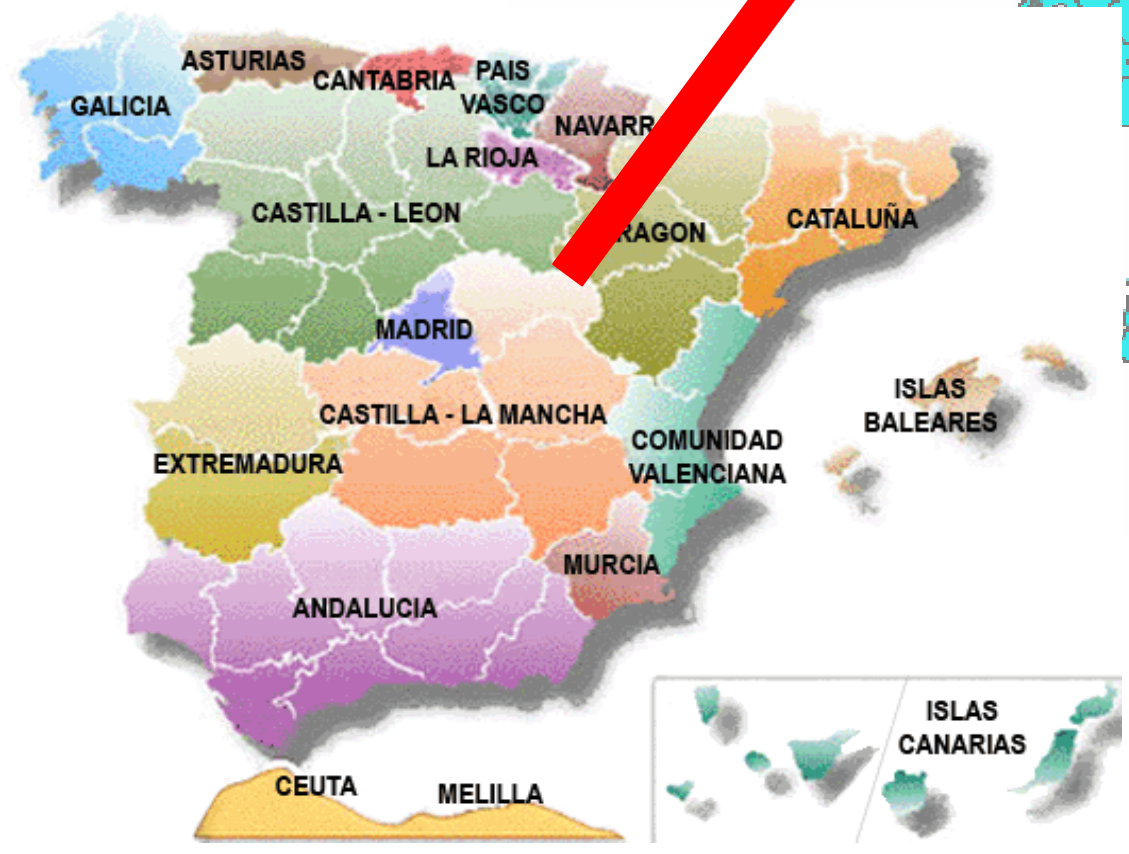 ASTURIAS
CANTABRIA
PAIS
VASCO
GALICIA
NAVARR
LA RIOJA
CASTILLA - LEON
RAGON
CATALUÑA
MADRID
ISLAS
BALEARES
CASTILLA - LA MANCHA
COMUNIDAD
VALENCIANA
EXTREMADURA
MURCIA
ANDALUCIA
ISLAS
CANARIAS
CEUTA
MELILLA